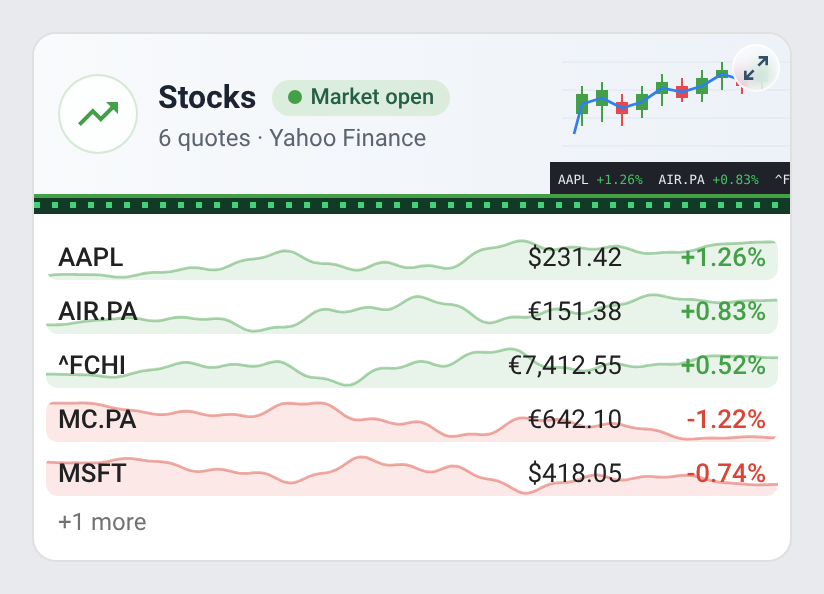 Stocks
Market open
6 quotes · Yahoo Finance
AAPL +1.26% AIR.PA +0.83%
AAPL $231.42 +1.26%
AIR.PA €151.38 +0.83%
^FCHI €7,412.55 +0.52%
MC.PA €642.10 -1.22%
MSFT $418.05 -0.74%
+1 more